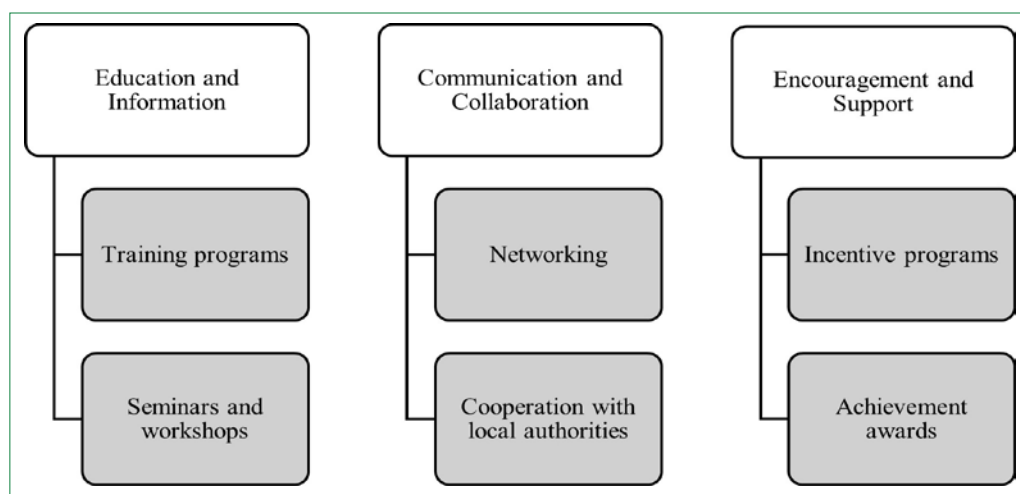 Education and
Information
Training programs
Seminars and
workshops
Communication and
Collaboration
Networking
Cooperation with
local authorities
Encouragement and
Support
Incentive programs
Achievement
awards